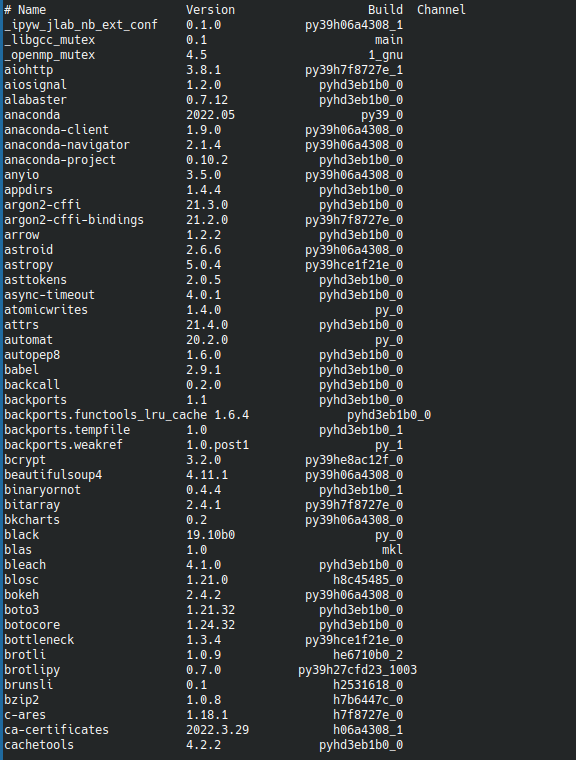 # Name Version Build Channel
_ipyw_jlab_nb_ext_conf 0.1.0 py39h06a4308_1
_libgcc_mutex 0.1 main
_openmp_mutex 4.5 1_gnu
aiohttp 3.8.1 py39h7f8727e_1
aiosignal 1.2.0 pyhd3eb1b0_0
alabaster 0.7.12 pyhd3eb1b0_0
anaconda 2022.05 py39_0
anaconda-client 1.9.0 py39h06a4308_0
anaconda-navigator 2.1.4 py39h06a4308_0
anaconda-project 0.10.2 pyhd3eb1b0_0
anyio 3.5.0 py39h06a4308_0
appdirs 1.4.4 pyhd3eb1b0_0
argon2-cffi 21.3.0 pyhd3eb1b0_0
argon2-cffi-bindings 21.2.0 py39h7f8727e_0
arrow 1.2.2 pyhd3eb1b0_0
astroid 2.6.6 py39h06a4308_0
astropy 5.0.4 py39hce1f21e_0
asttokens 2.0.5 pyhd3eb1b0_0
async-timeout 4.0.1 pyhd3eb1b0_0
atomicwrites 1.4.0 py_0
attrs 21.4.0 pyhd3eb1b0_0
automat 20.2.0 py_0
autopep8 1.6.0 pyhd3eb1b0_0
babel 2.9.1 pyhd3eb1b0_0
backcall 0.2.0 pyhd3eb1b0_0
backports 1.1 pyhd3eb1b0_0
backports.functools_lru_cache 1.6.4 pyhd3eb1b0_0
backports.tempfile 1.0 pyhd3eb1b0_1
backports.weakref 1.0.post1 py_1
bcrypt 3.2.0 py39he8ac12f_0
beautifulsoup4 4.11.1 py39h06a4308_0
binaryornot 0.4.4 pyhd3eb1b0_1
bitarray 2.4.1 py39h7f8727e_0
bkcharts 0.2 py39h06a4308_0
black 19.10b0 py_0
blas 1.0 mkl
bleach 4.1.0 pyhd3eb1b0_0
blosc 1.21.0 h8c45485_0
bokeh 2.4.2 py39h06a4308_0
boto3 1.21.32 pyhd3eb1b0_0
botocore 1.24.32 pyhd3eb1b0_0
bottleneck 1.3.4 py39hce1f21e_0
brotli 1.0.9 he6710b0_2
brotlipy 0.7.0 py39h27cfd23_1003
brunsli 0.1 h2531618_0
bzip2 1.0.8 h7b6447c_0
c-ares 1.18.1 h7f8727e_0
ca-certificates 2022.3.29 h06a4308_1
cachetools 4.2.2 pyhd3eb1b0_0